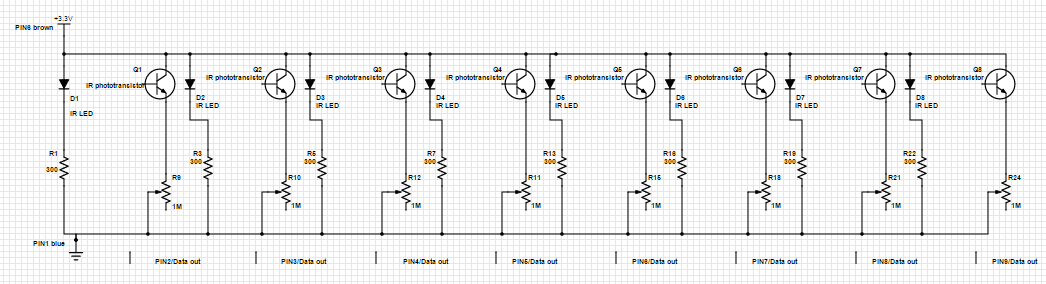 +3.3V
PIN6 brown
Q1
IR phototransistor
Q2
IR phototransistor
Q3
IR phototransistor
Q4
IR phototransistor
Q5
IR phototransistor
Q6
IR phototransistor
Q7
IR phototransistor
Q8
IR phototransistor
D1
IR LED
D2
IR LED
D3
IR LED
D4
IR LED
D5
IR LED
D6
IR LED
D7
IR LED
D8
IR LED
R1
300
R3
300
R5
300
R7
300
R13
300
R16
300
R19
300
R22
300
R9
1M
R10
1M
R12
1M
R11
1M
R15
1M
R18
1M
R21
1M
R24
1M
PIN1 blue
PIN2/Data out
PIN3/Data out
PIN4/Data out
PIN5/Data out
PIN6/Data out
PIN7/Data out
PIN8/Data out
PIN9/Data out